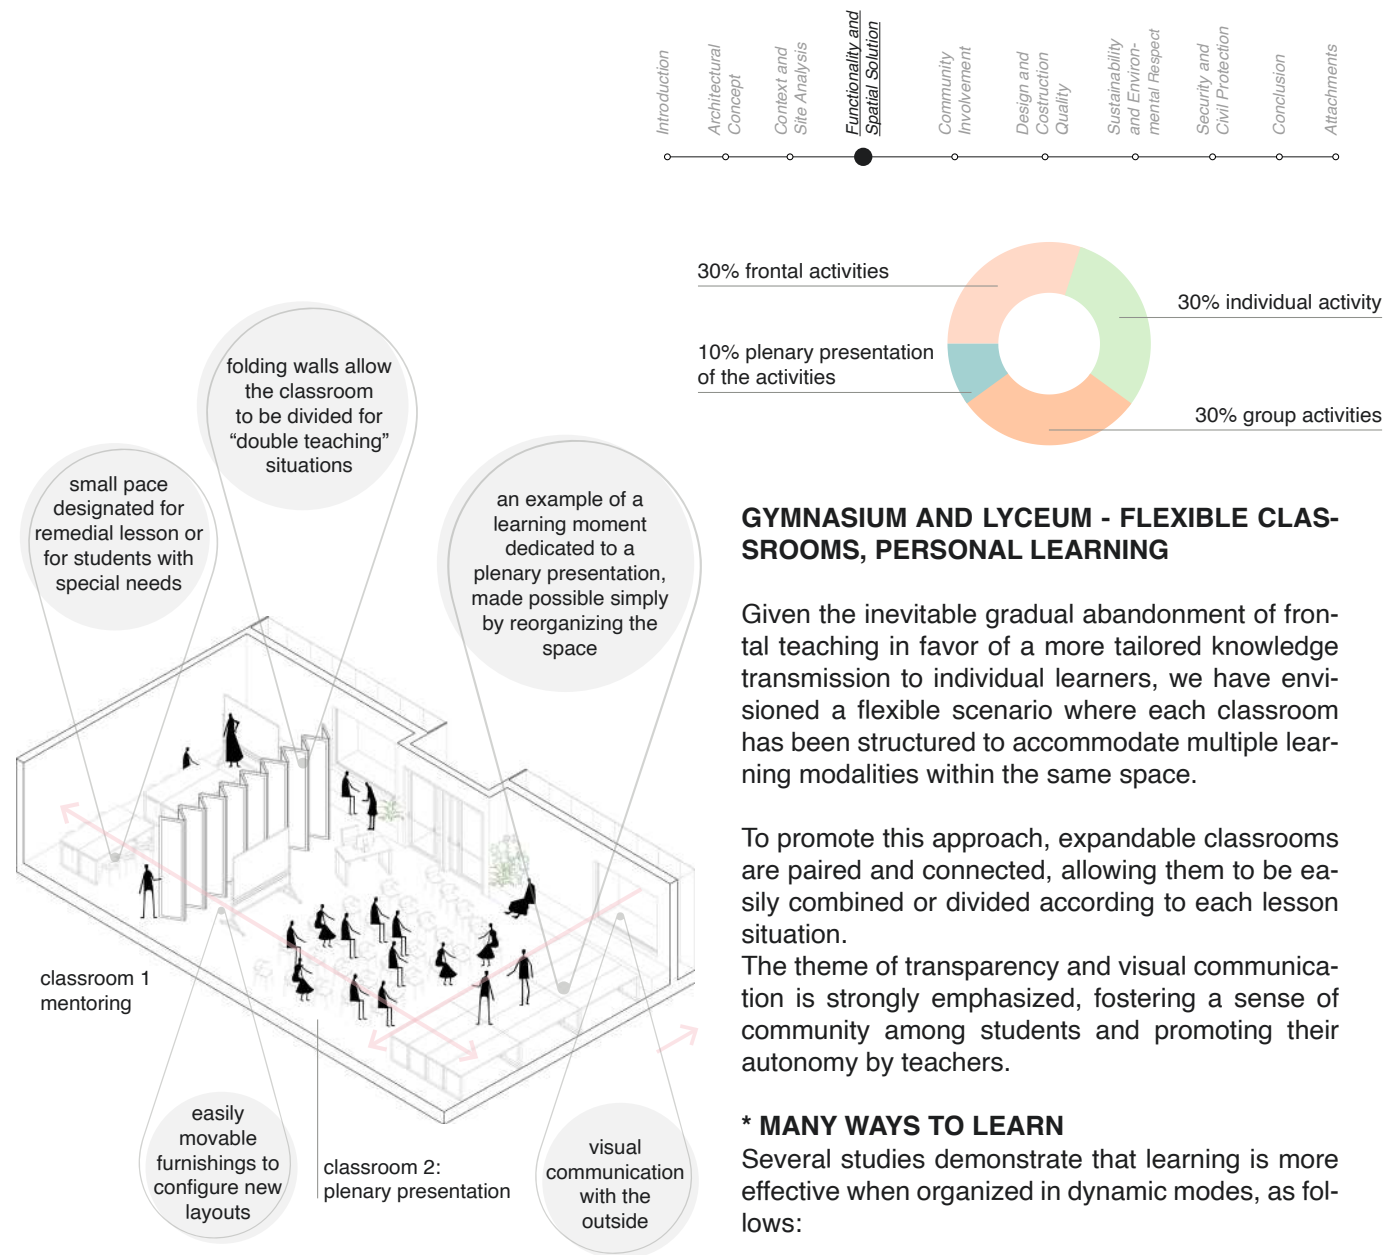 Introduction
Architectural
Concept
Context and
Site Analysis
Functionality and
Spatial Solution
Community
Involvement
Design and
Costruction
Quality
Sustainability
and Environ-
mental Respect
Security and
Civil Protection
Conclusion
Attachments
30% frontal activities
30% individual activity
10% plenary presentation
of the activities
30% group activities
folding walls allow
the classroom
to be divided for
“double teaching”
situations
small pace
designated for
remedial lesson or
for students with
special needs
an example of a
learning moment
dedicated to a
plenary presentation,
made possible simply
by reorganizing the
space
classroom 1
mentoring
easily
movable
furnishings to
configure new
layouts
classroom 2:
plenary presentation
visual
communication
with the
outside
GYMNASIUM AND LYCEUM - FLEXIBLE CLAS-
SROOMS, PERSONAL LEARNING
Given the inevitable gradual abandonment of fron-
tal teaching in favor of a more tailored knowledge
transmission to individual learners, we have envi-
sioned a flexible scenario where each classroom
has been structured to accommodate multiple lear-
ning modalities within the same space.
To promote this approach, expandable classrooms
are paired and connected, allowing them to be ea-
sily combined or divided according to each lesson
situation.
The theme of transparency and visual communica-
tion is strongly emphasized, fostering a sense of
community among students and promoting their
autonomy by teachers.
* MANY WAYS TO LEARN
Several studies demonstrate that learning is more
effective when organized in dynamic modes, as fol-
lows: